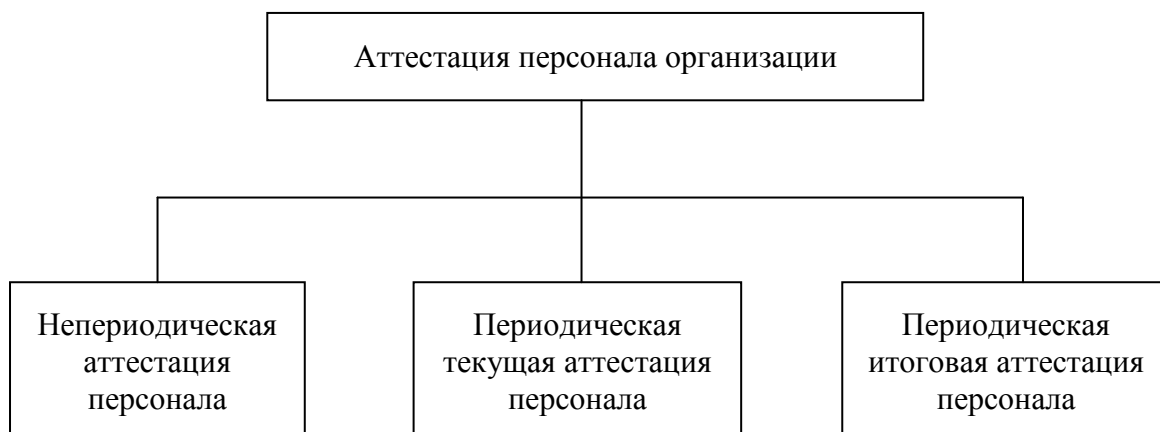 Аттестация персонала организации
Непериодическая
аттестация
персонала
Периодическая
текущая аттестация
персонала
Периодическая
итоговая аттестация
персонала